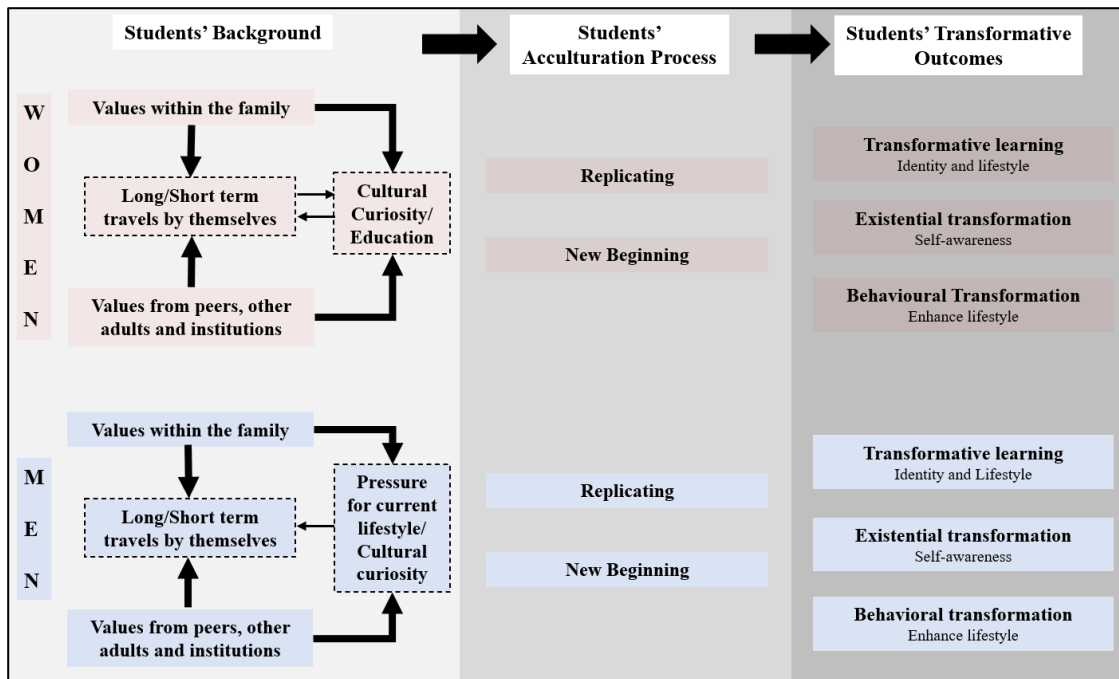 Students' Background
Students'
Acculturation Process
Students' Transformative
Outcomes
W
O
M
E
N
Values within the family
Long/Short term
travels by themselves
Cultural
Curiosity/
Education
Values from peers, other
adults and institutions
Replicating
New Beginning
Transformative learning
Identity and lifestyle
Existential transformation
Self-awareness
Behavioural Transformation
Enhance lifestyle
M
E
N
Values within the family
Long/Short term
travels by themselves
Pressure
for current
lifestyle/
Cultural
curiosity
Values from peers, other
adults and institutions
Replicating
New Beginning
Transformative learning
Identity and Lifestyle
Existential transformation
Self-awareness
Behavioral transformation
Enhance lifestyle